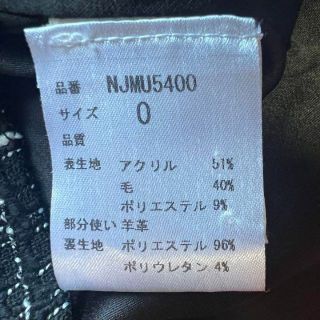 品番 NJMU5400
サイズ 0
品質
表生地 アクリル 51%
毛 40%
ポリエステル 9%
部分使い 羊革
裏生地 ポリエステル 96%
ポリウレタン 4%